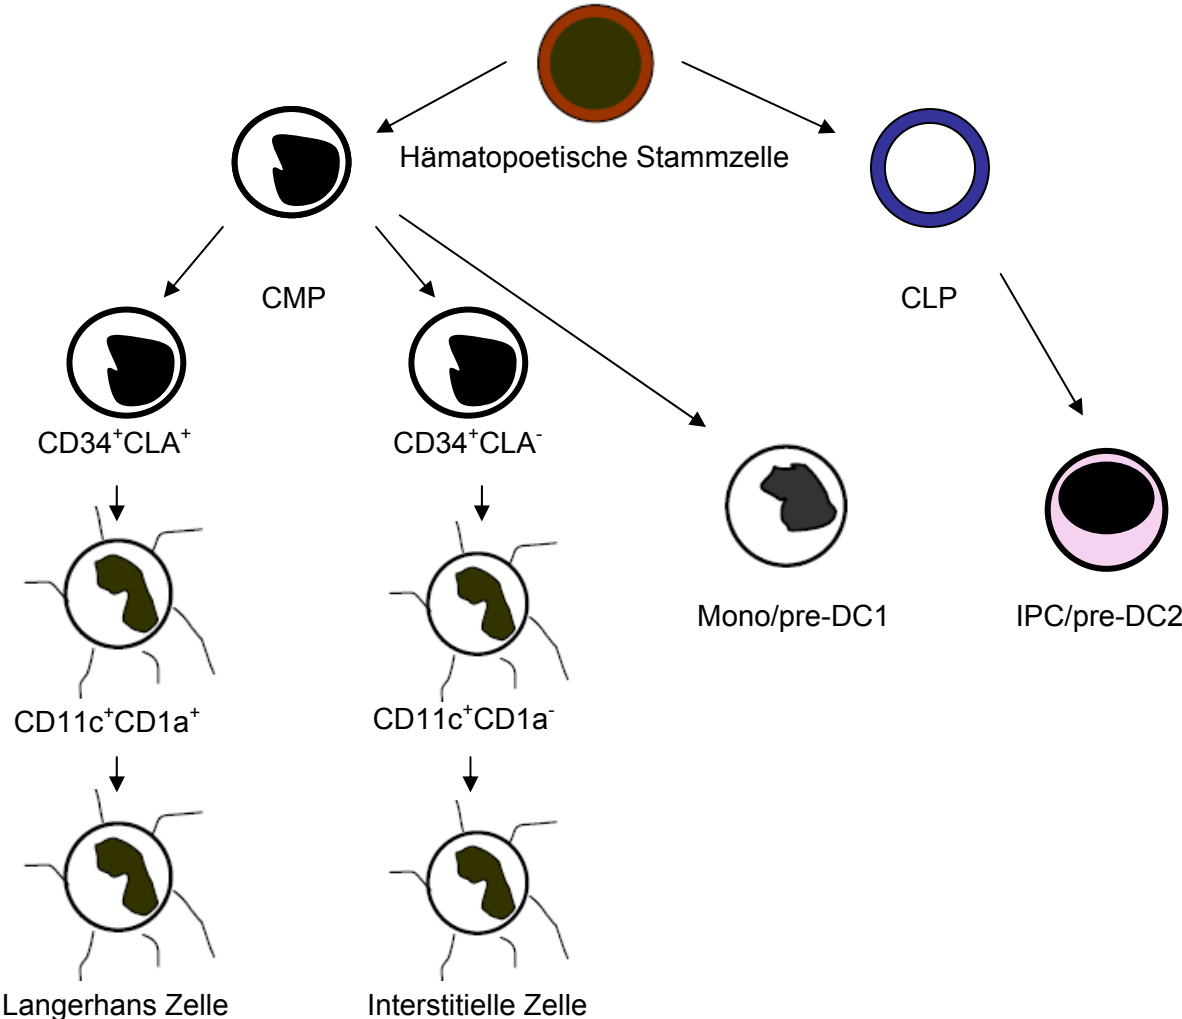 Hämatopoetische Stammzelle
CMP
CLP
CD34⁺CLA⁺
CD34⁺CLA⁻
Mono/pre-DC1
IPC/pre-DC2
CD11c⁺CD1a⁺
CD11c⁺CD1a⁻
Langerhans Zelle
Interstitielle Zelle